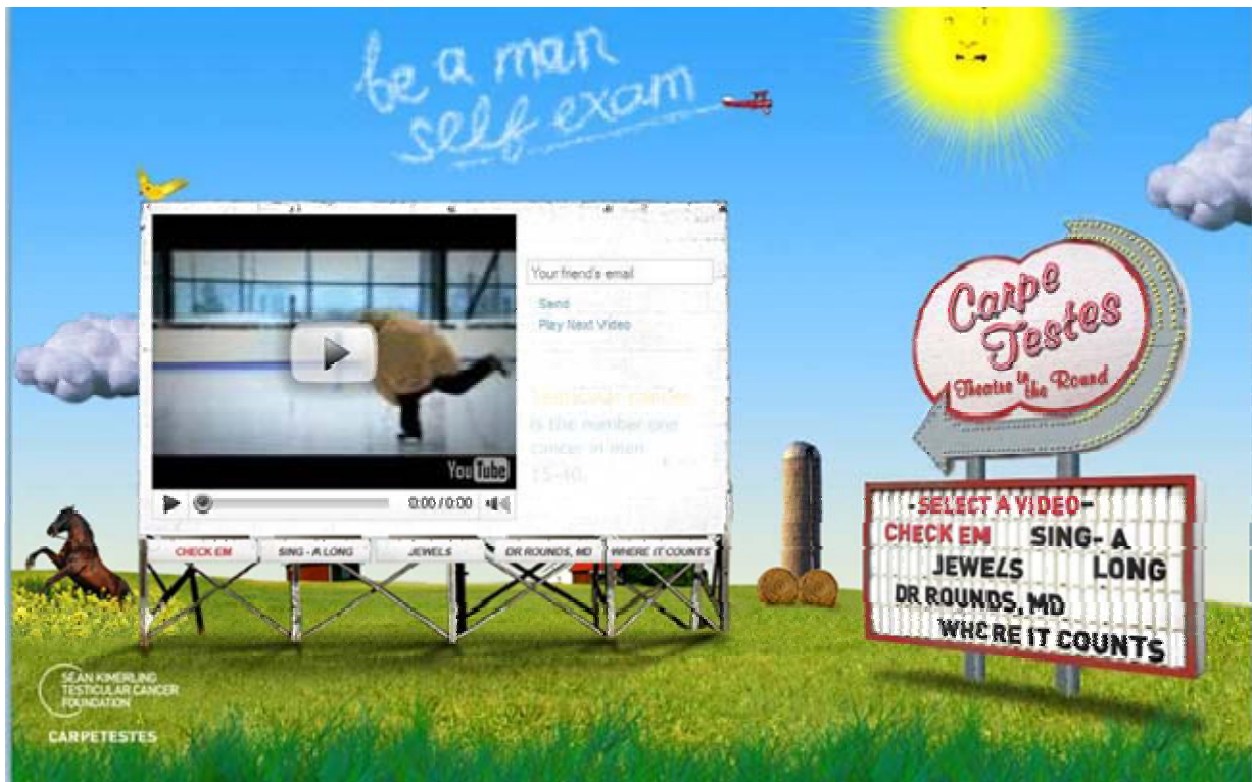 be a man
self exam
Your friend's email
Send
Play Next Video
Testicular cancer
is the number one
cancer in men
15-40.
YouTube
0:00 / 0:00
CHECK EM
SING-A LONG
JEWELS
DR ROUNDS, MD
WHERE IT COUNTS
Carpe
Testes
Theatre in the Round
-SELECT A VIDEO-
CHECK EM SING-A
JEWELS LONG
DR ROUNDS, MD
WHERE IT COUNTS
SEAN KIMERLING
TESTICULAR CANCER
FOUNDATION
CARPETESTES